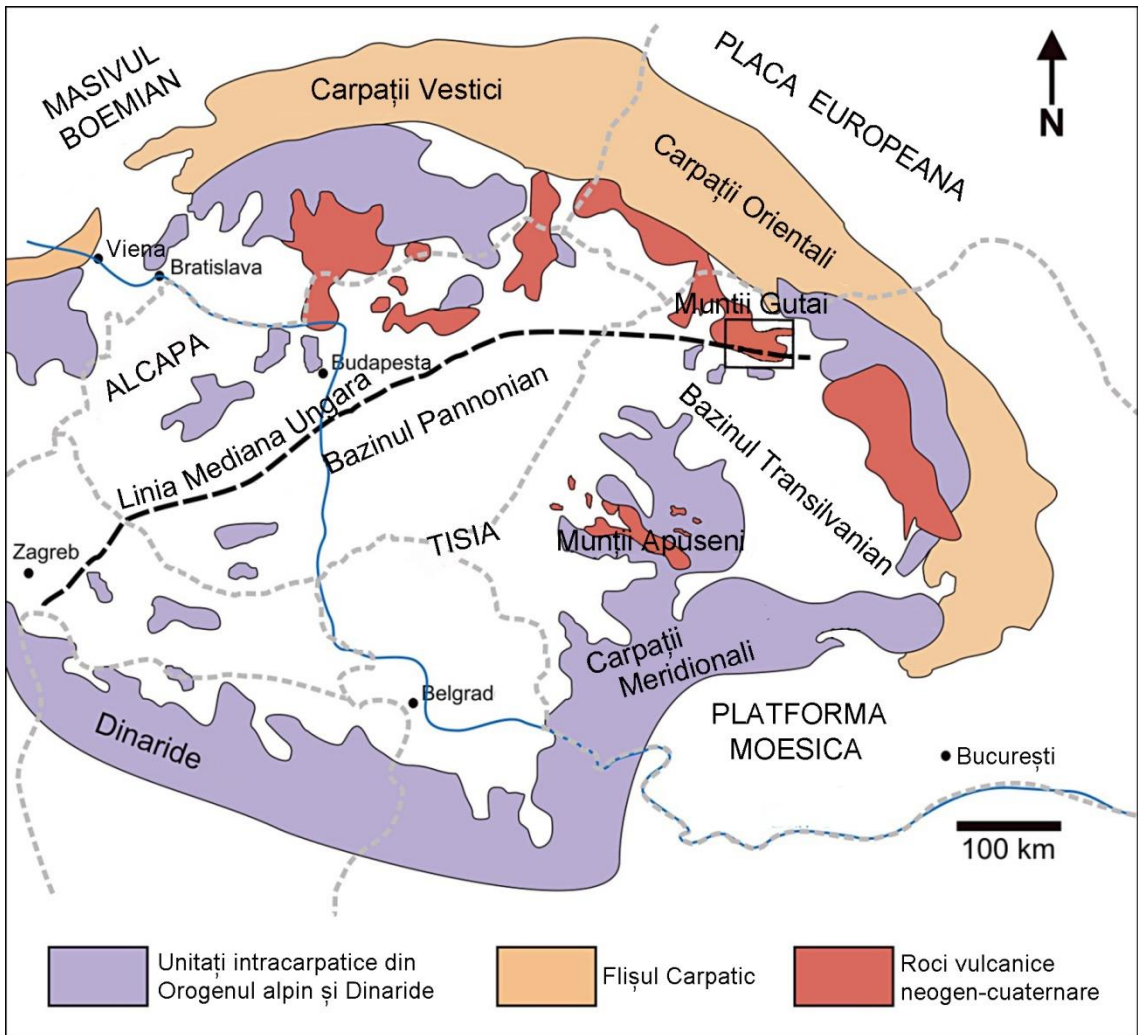 MASIVUL
BOEMIAN
Carpații Vestici
PLACA EUROPEANA
N
Carpații Orientali
Viena
Bratislava
Muntii Gutai
ALCAPA
Budapesta
Linia Mediana Ungara
Bazinul Pannonian
Bazinul Transilvanian
Zagreb
TISIA
Munții Apuseni
Carpații
Meridionali
Belgrad
Dinaride
PLATFORMA
MOESICA
București
100 km
Unitați intracarpatice din
Orogenul alpin și Dinaride
Flișul Carpatic
Roci vulcanice
neogen-cuaternare